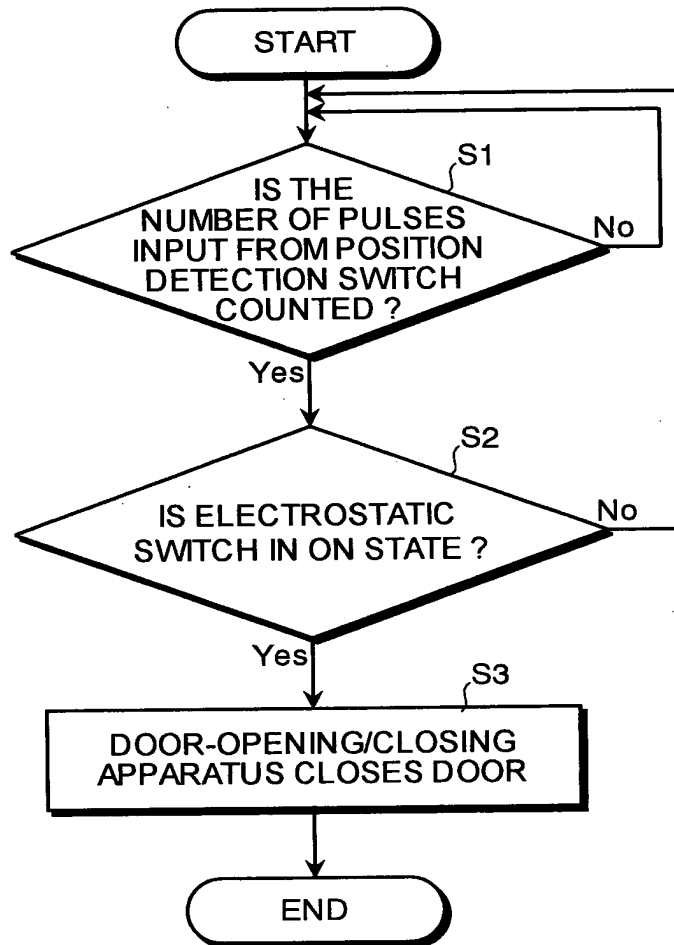 START
S1
IS THE
NUMBER OF PULSES
INPUT FROM POSITION
DETECTION SWITCH
COUNTED ?
No
Yes
S2
IS ELECTROSTATIC
SWITCH IN ON STATE ?
No
Yes
S3
DOOR-OPENING/CLOSING
APPARATUS CLOSES DOOR
END